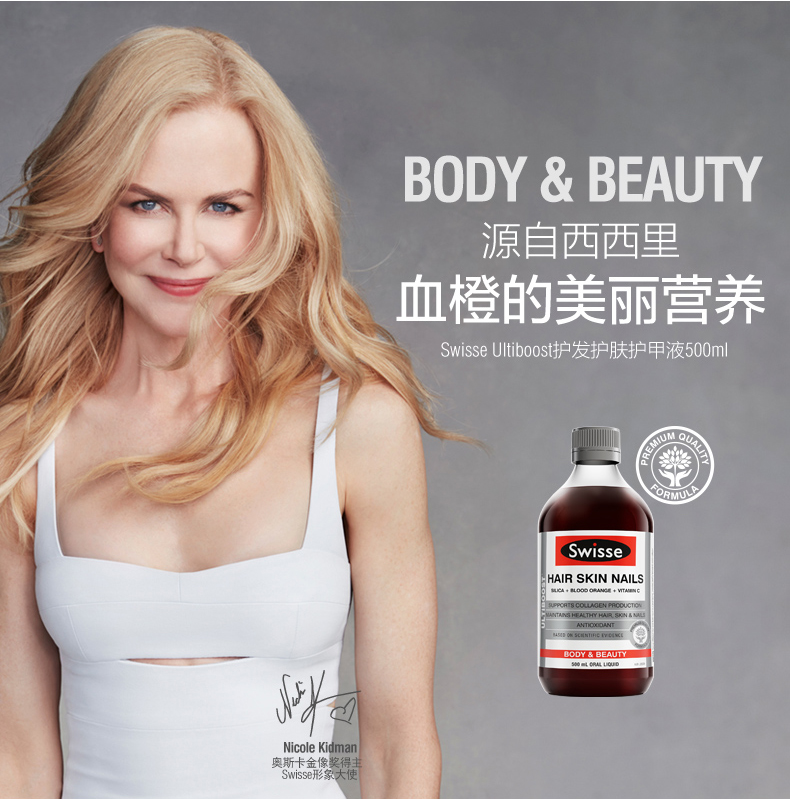 BODY & BEAUTY
源自西西里
血橙的美丽营养
Swisse Ultiboost护发护肤护甲液500ml
PREMIUM QUALITY
FORMULA
Swisse
ULTIBOOST
HAIR SKIN NAILS
SILICA + BLOOD ORANGE + VITAMIN C
SUPPORTS COLLAGEN PRODUCTION
MAINTAINS HEALTHY HAIR, SKIN & NAILS
ANTIOXIDANT
BASED ON SCIENTIFIC EVIDENCE
BODY & BEAUTY
500 mL ORAL LIQUID
Nicole Kidman
奥斯卡金像奖得主
Swisse形象大使